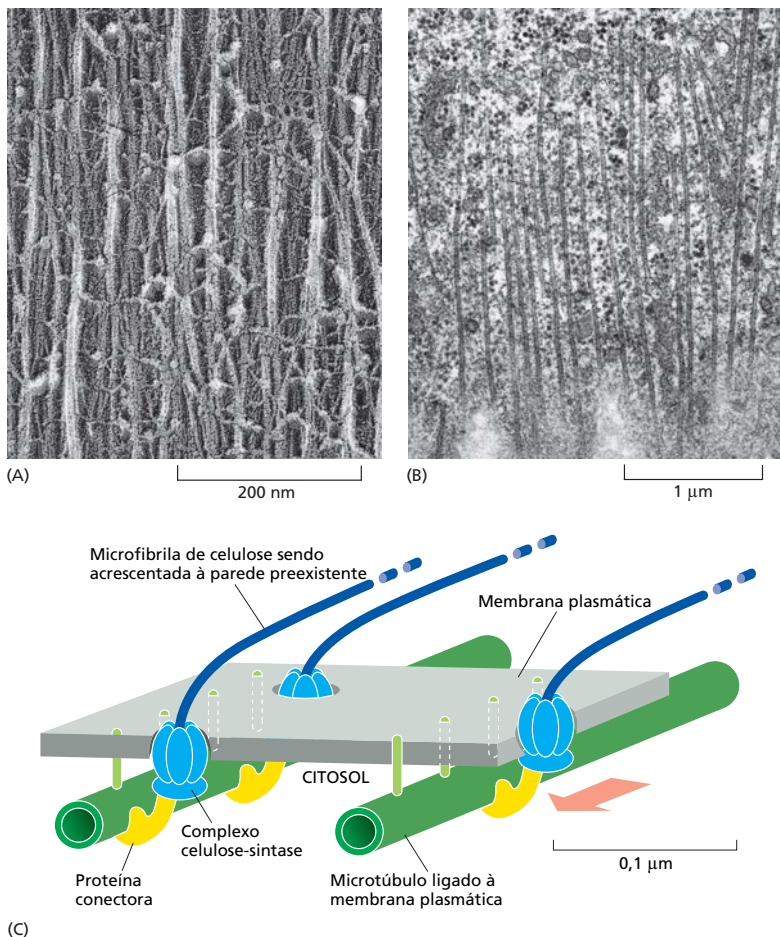 (A)
200 nm
(B)
1 μm
Microfibrila de celulose sendo
acrescentada à parede preexistente
Membrana plasmática
CITOSOL
Complexo
celulose-sintase
Proteína
conectora
Microtúbulo ligado à
membrana plasmática
0,1 μm
(C)